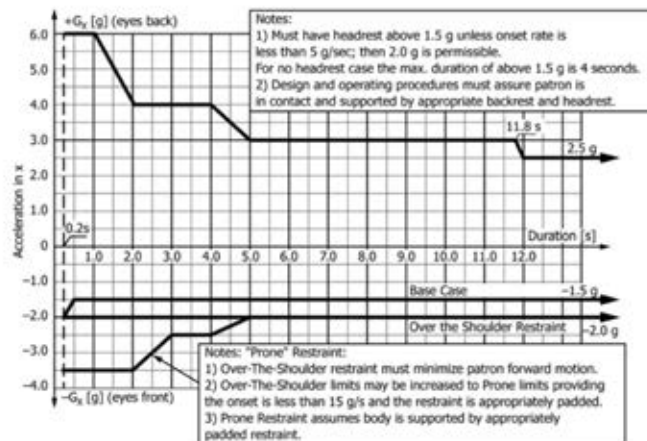 +Gx [g] (eyes back)
Notes:
1) Must have headrest above 1.5 g unless onset rate is
less than 5 g/sec; then 2.0 g is permissible.
For no headrest case the max. duration of above 1.5 g is 4 seconds.
2) Design and operating procedures must assure patron is
in contact and supported by appropriate backrest and headrest.
6.0
5.0
4.0
3.0
2.0
1.0
0
-1.0
-2.0
-3.0
-4.0
Acceleration in x
11.8 s
2.5 g
0.2s
Duration [s]
1.0 2.0 3.0 4.0 5.0 6.0 7.0 8.0 9.0 10.0 11.0 12.0
Base Case
-1.5 g
Over the Shoulder Restraint
-2.0 g
Notes: "Prone" Restraint:
1) Over-The-Shoulder restraint must minimize patron forward motion.
2) Over-The-Shoulder limits may be increased to Prone limits providing
the onset is less than 15 g/s and the restraint is appropriately padded.
3) Prone Restraint assumes body is supported by appropriately
padded restraint.
-Gx [g] (eyes front)